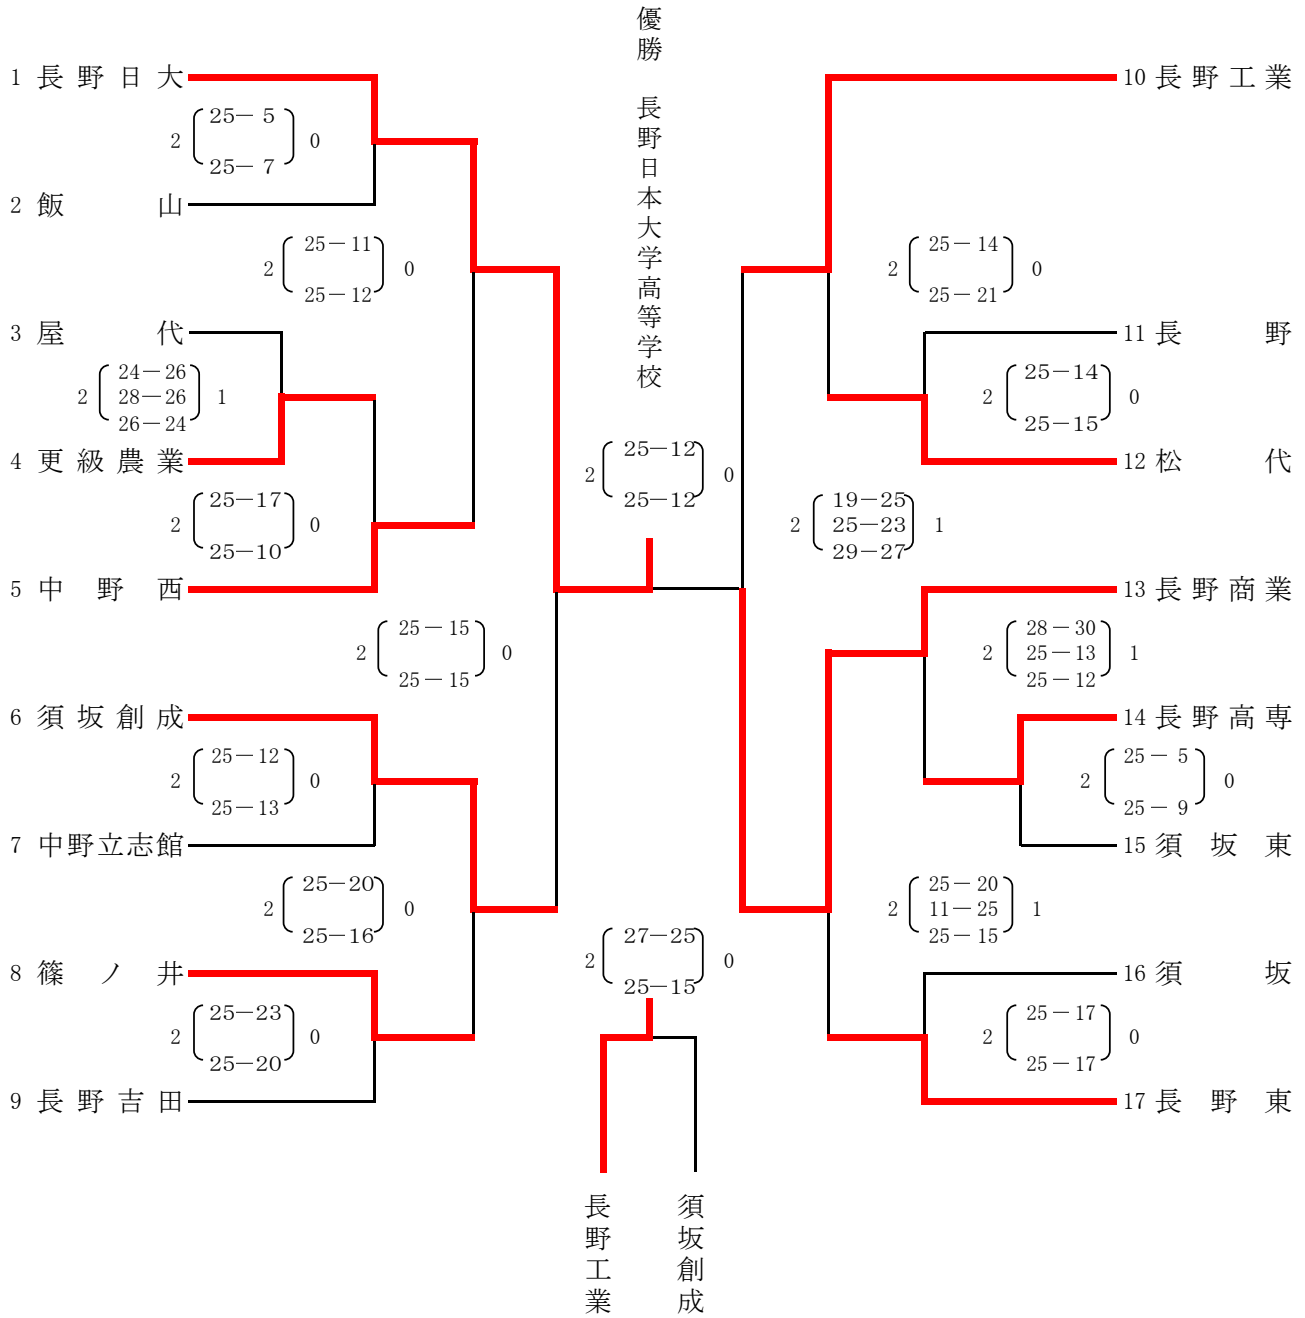 優勝 長野日本大学高等学校
1 長野日大
25－ 5
2 0
25－ 7
2 飯山
25－11
2 0
25－12
3 屋代
24－26
2 28－26 1
26－24
4 更級農業
25－17
2 0
25－10
5 中野西
25－15
2 0
25－15
6 須坂創成
25－12
2 0
25－13
7 中野立志館
25－20
2 0
25－16
8 篠ノ井
25－23
2 0
25－20
9 長野吉田
25－12
2 0
25－12
27－25
2 0
25－15
長野工業
須坂創成
10 長野工業
25－14
2 0
25－21
11 長野
25－14
2 0
25－15
12 松代
19－25
2 25－23 1
29－27
13 長野商業
28－30
2 25－13 1
25－12
14 長野高専
25－ 5
2 0
25－ 9
15 須坂東
25－20
2 11－25 1
25－15
16 須坂
25－17
2 0
25－17
17 長野東